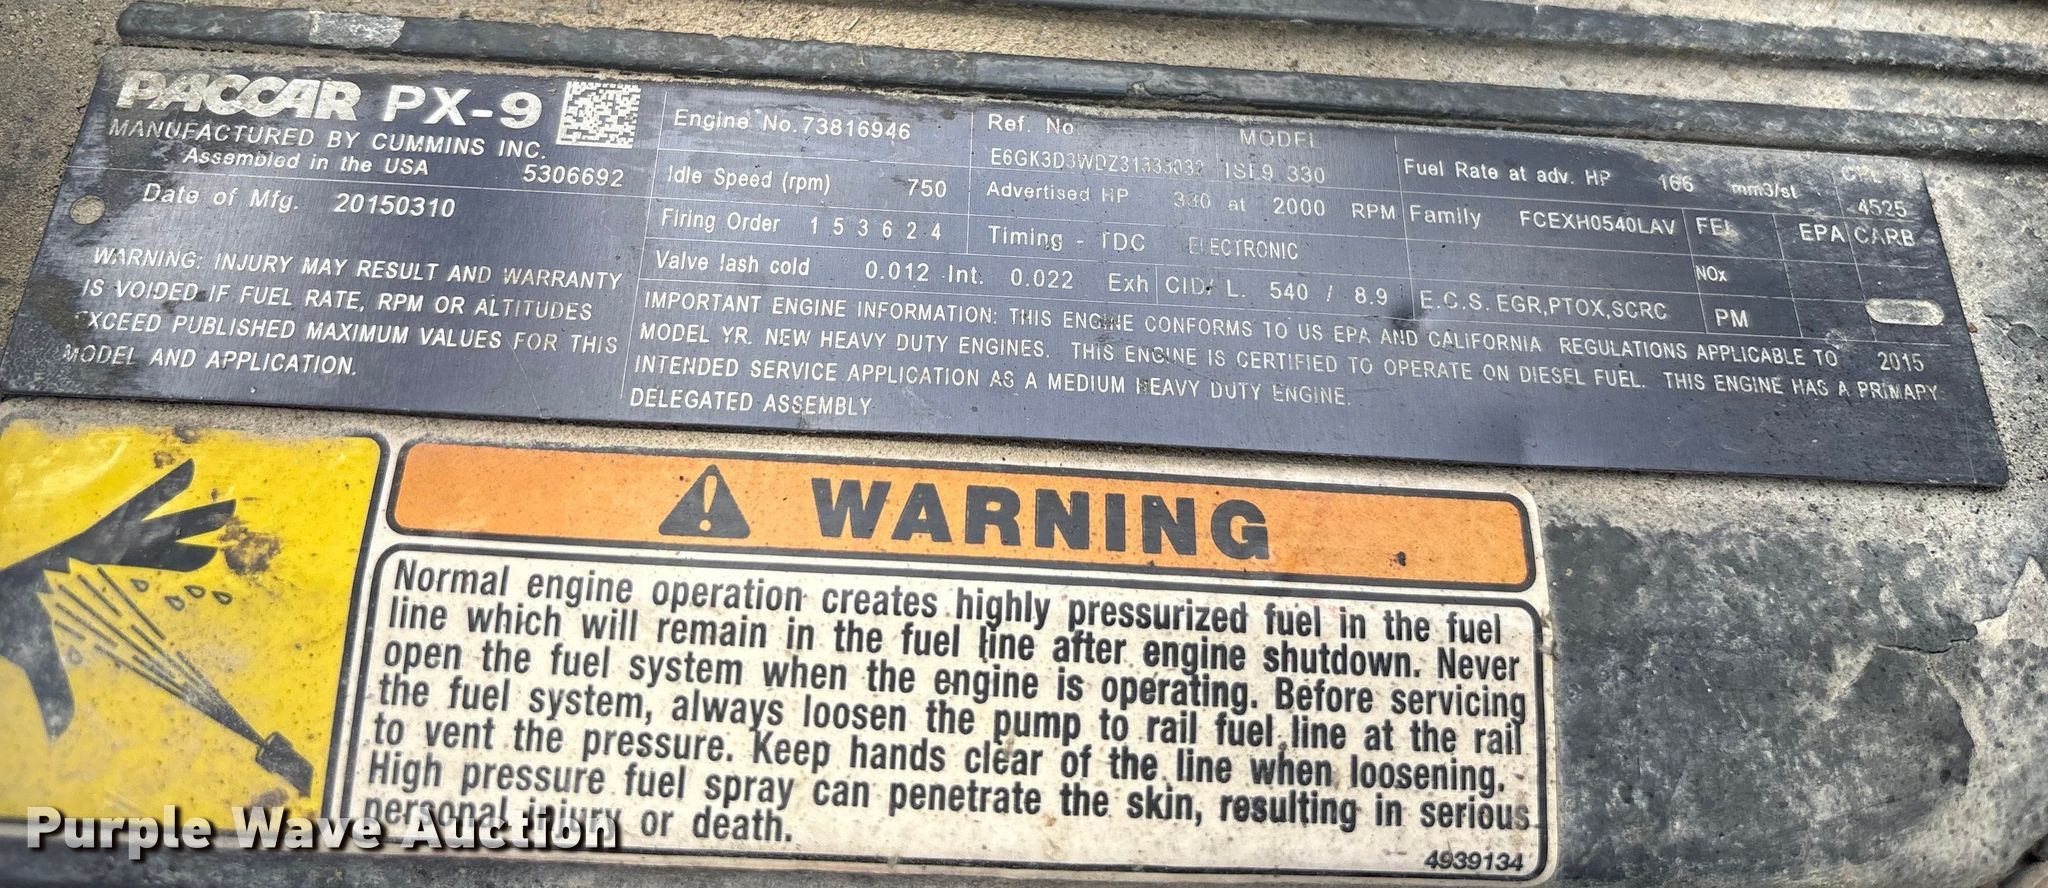 PACCAR PX-9
MANUFACTURED BY CUMMINS INC.
Assembled in the USA 5306692
Date of Mfg. 20150310
WARNING: INJURY MAY RESULT AND WARRANTY
IS VOIDED IF FUEL RATE, RPM OR ALTITUDES
EXCEED PUBLISHED MAXIMUM VALUES FOR THIS
MODEL AND APPLICATION.
Engine No. 73816946
Idle Speed (rpm) 750
Firing Order 1 5 3 6 2 4
Valve lash cold 0.012 Int. 0.022 Exh
Ref. No MODEL
ISL9 330
Advertised HP 330 at 2000 RPM
Timing - TDC ELECTRONIC
CID/ L. 540 / 8.9
Fuel Rate at adv. HP 166 mm3/st CPL 4525
Family FCEXH0540LAV FEL EPA CARB
NOx
E.C.S. EGR,PTOX,SCRC PM
IMPORTANT ENGINE INFORMATION: THIS ENGINE CONFORMS TO US EPA AND CALIFORNIA REGULATIONS APPLICABLE TO 2015
MODEL YR. NEW HEAVY DUTY ENGINES. THIS ENGINE IS CERTIFIED TO OPERATE ON DIESEL FUEL. THIS ENGINE HAS A PRIMARY
INTENDED SERVICE APPLICATION AS A MEDIUM HEAVY DUTY ENGINE.
DELEGATED ASSEMBLY
WARNING
Normal engine operation creates highly pressurized fuel in the fuel
line which will remain in the fuel line after engine shutdown. Never
open the fuel system when the engine is operating. Before servicing
the fuel system, always loosen the pump to rail fuel line at the rail
to vent the pressure. Keep hands clear of the line when loosening.
High pressure fuel spray can penetrate the skin, resulting in serious
personal injury or death.
4939134
Purple Wave Auction